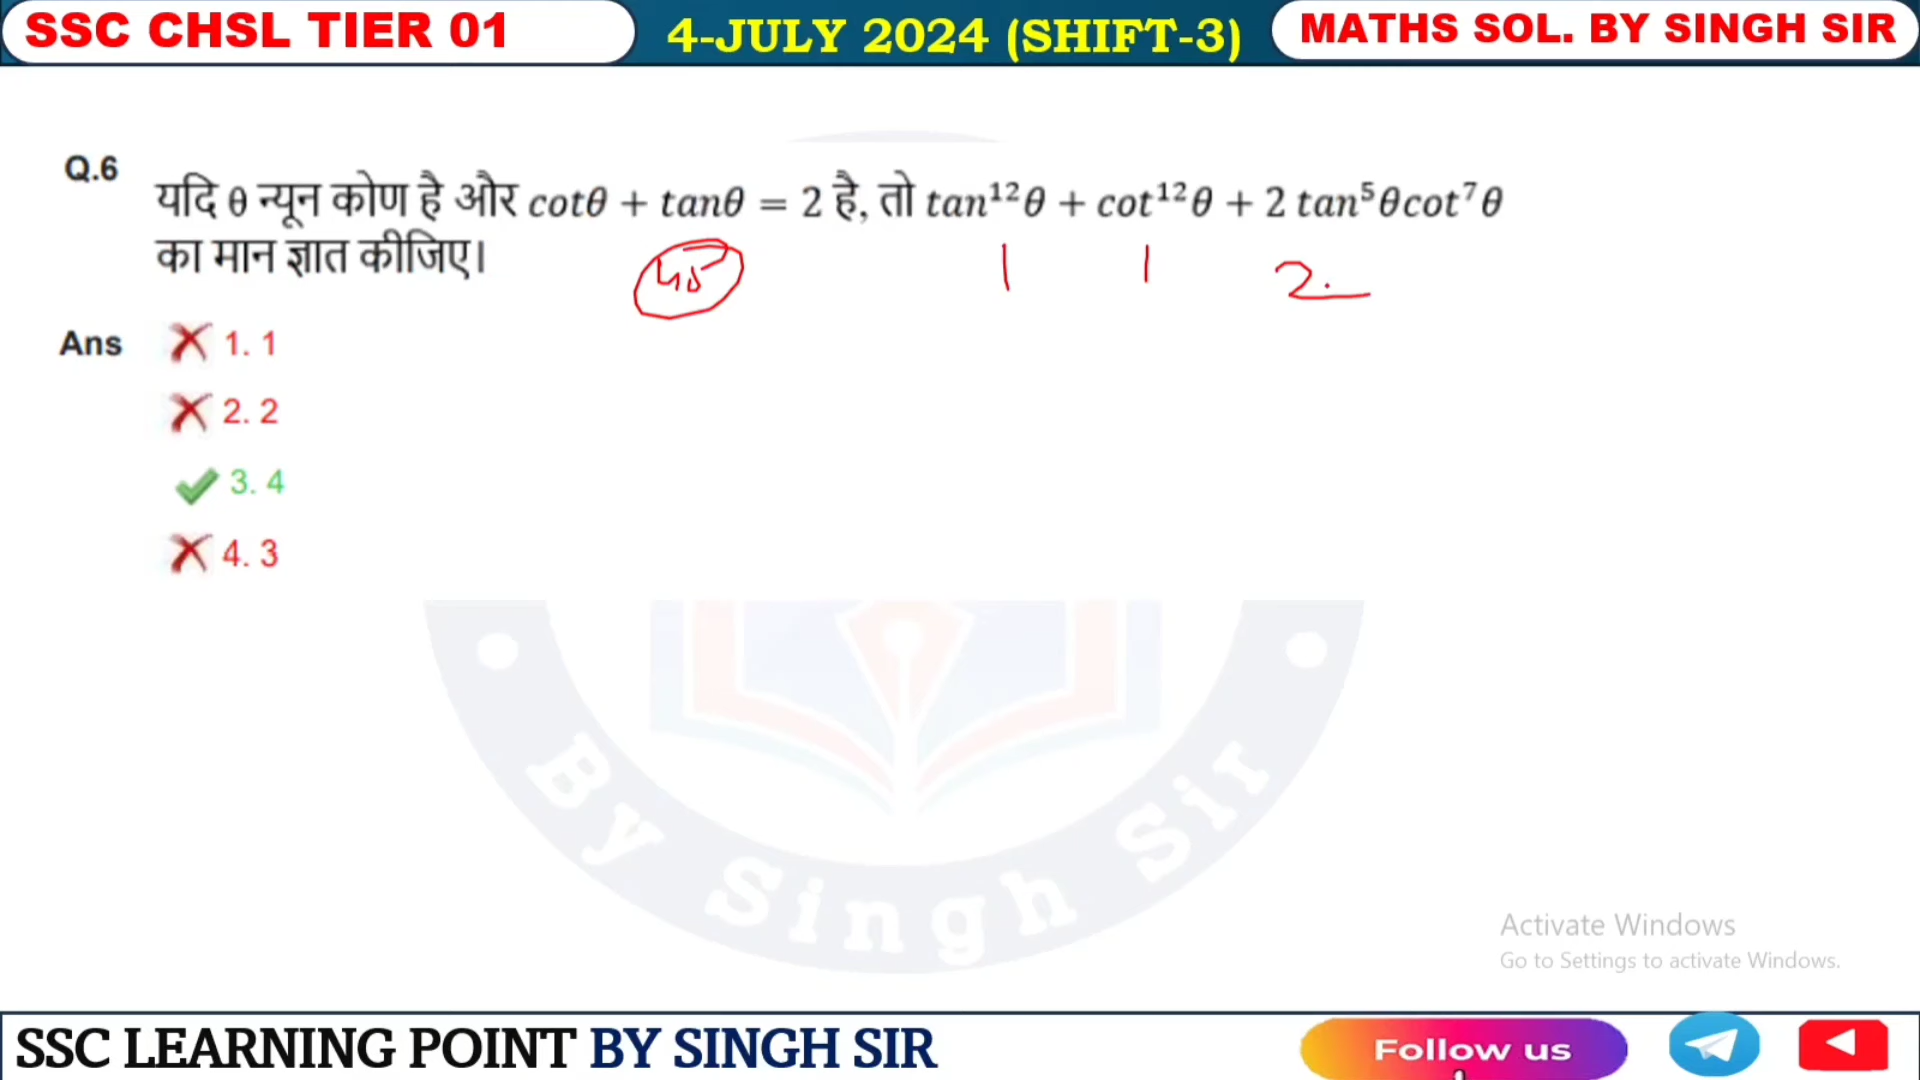 SSC CHSL TIER 01
4-JULY 2024 (SHIFT-3)
MATHS SOL. BY SINGH SIR
Q.6
यदि θ न्यून कोण है और cotθ + tanθ = 2 है, तो tan¹²θ + cot¹²θ + 2 tan⁵θcot⁷θ
का मान ज्ञात कीजिए।
45
1 1 2
Ans
1. 1
2. 2
3. 4
4. 3
By Singh Sir
Activate Windows
Go to Settings to activate Windows.
SSC LEARNING POINT BY SINGH SIR
Follow us